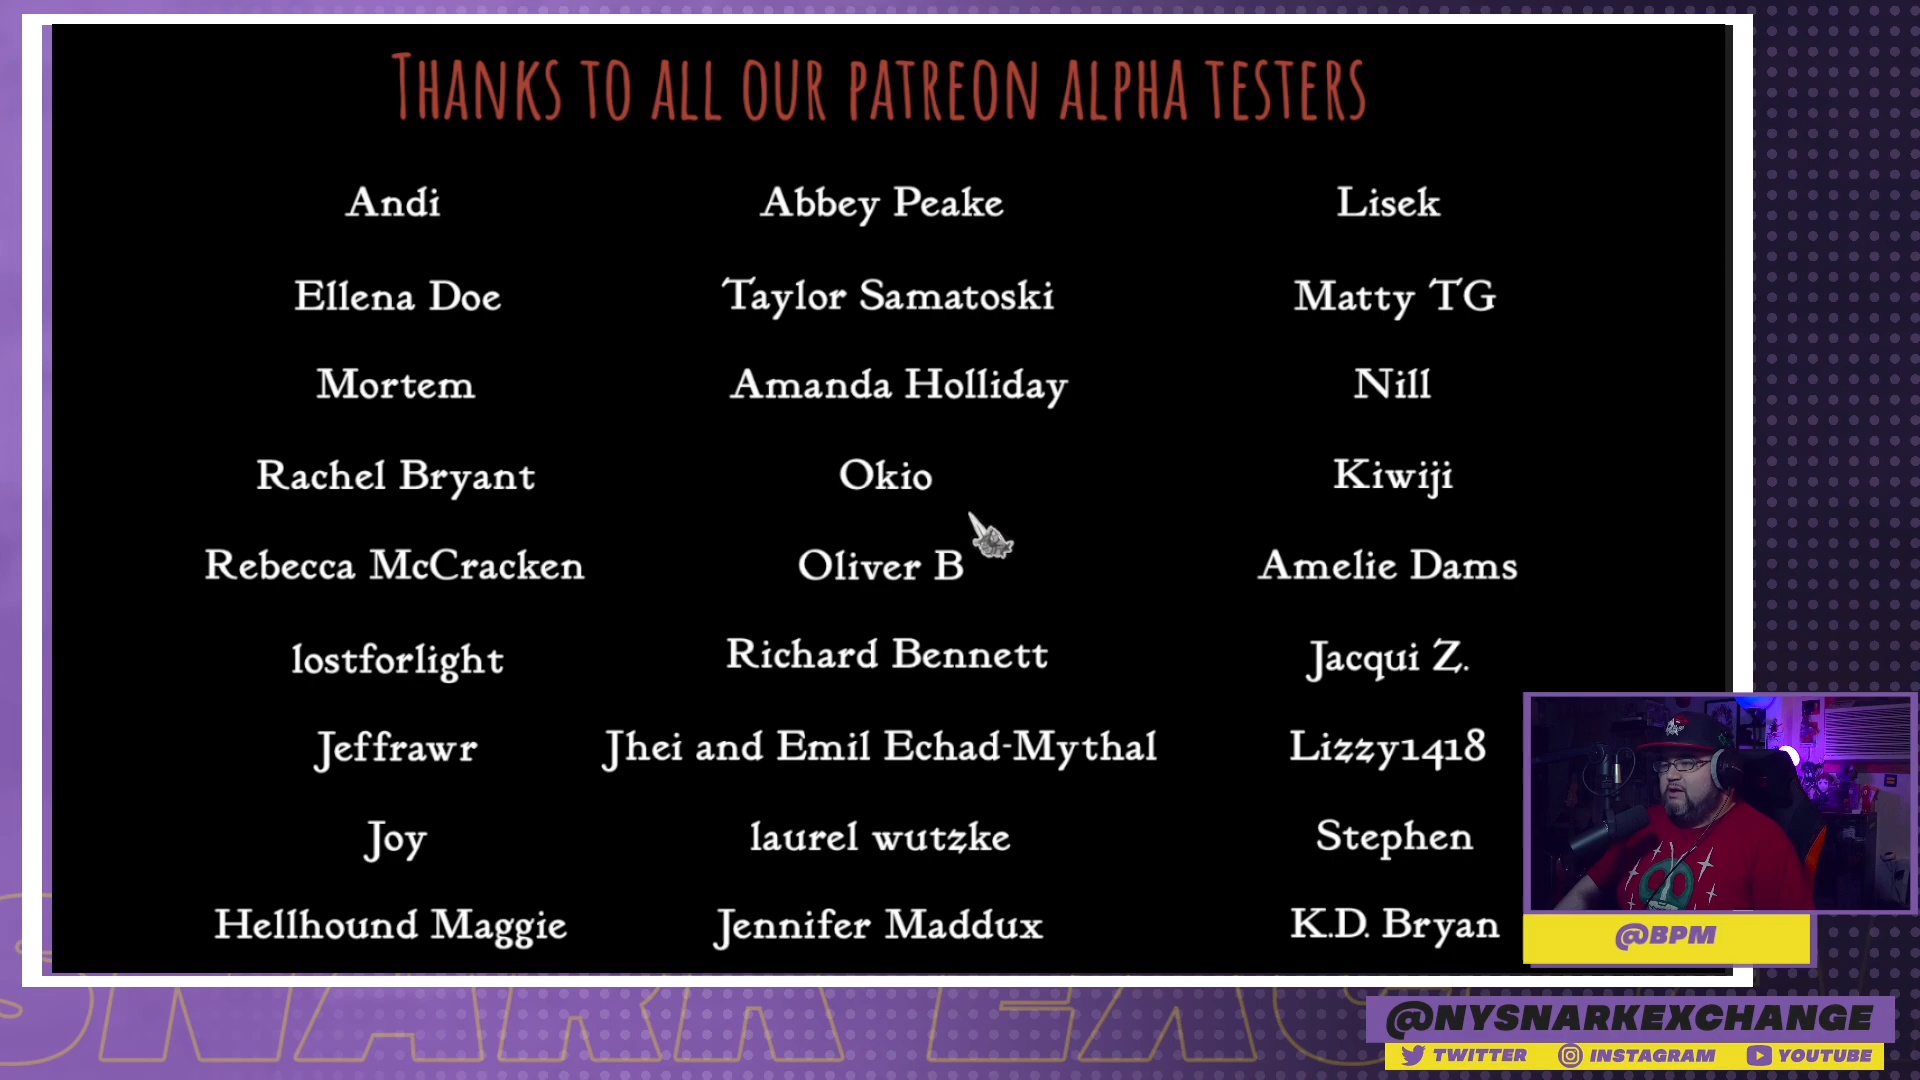 THANKS TO ALL OUR PATREON ALPHA TESTERS
Andi Abbey Peake Lisek
Ellena Doe Taylor Samatoski Matty TG
Mortem Amanda Holliday Nill
Rachel Bryant Okio Kiwiji
Rebecca McCracken Oliver B Amelie Dams
lostforlight Richard Bennett Jacqui Z.
Jeffrawr Jhei and Emil Echad-Mythal Lizzy1418
Joy laurel wutzke Stephen
Hellhound Maggie Jennifer Maddux K.D. Bryan
@BPM
SNARK EXC
@NYSNARKEXCHANGE
TWITTER INSTAGRAM YOUTUBE